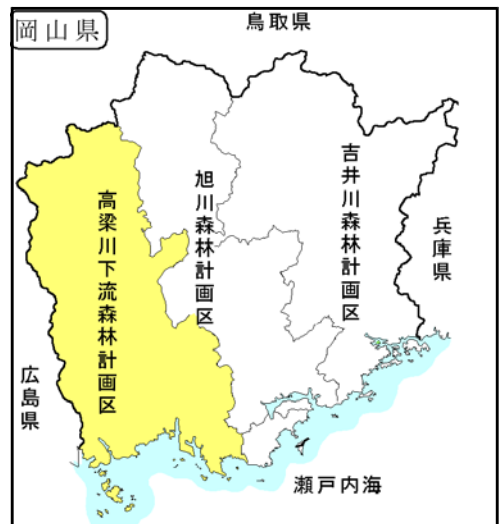 岡山県
鳥取県
吉井川森林計画区
旭川森林計画区
高梁川下流森林計画区
兵庫県
広島県
瀬戸内海